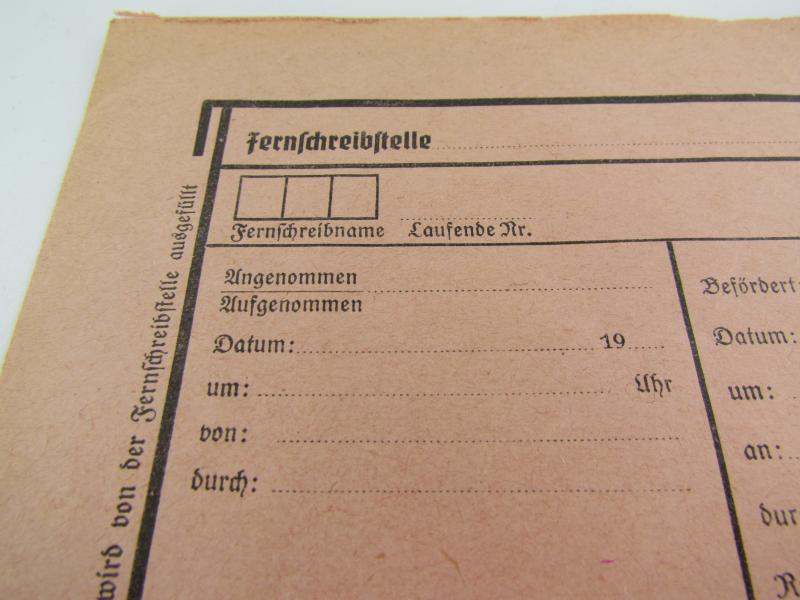 Fernschreibstelle
Fernschreibname Laufende Nr.
Angenommen
Aufgenommen
Datum: 19
um: Uhr
von:
durch:
Befördert:
Datum:
um:
an:
dur
R
wird von der Fernschreibstelle ausgefüllt